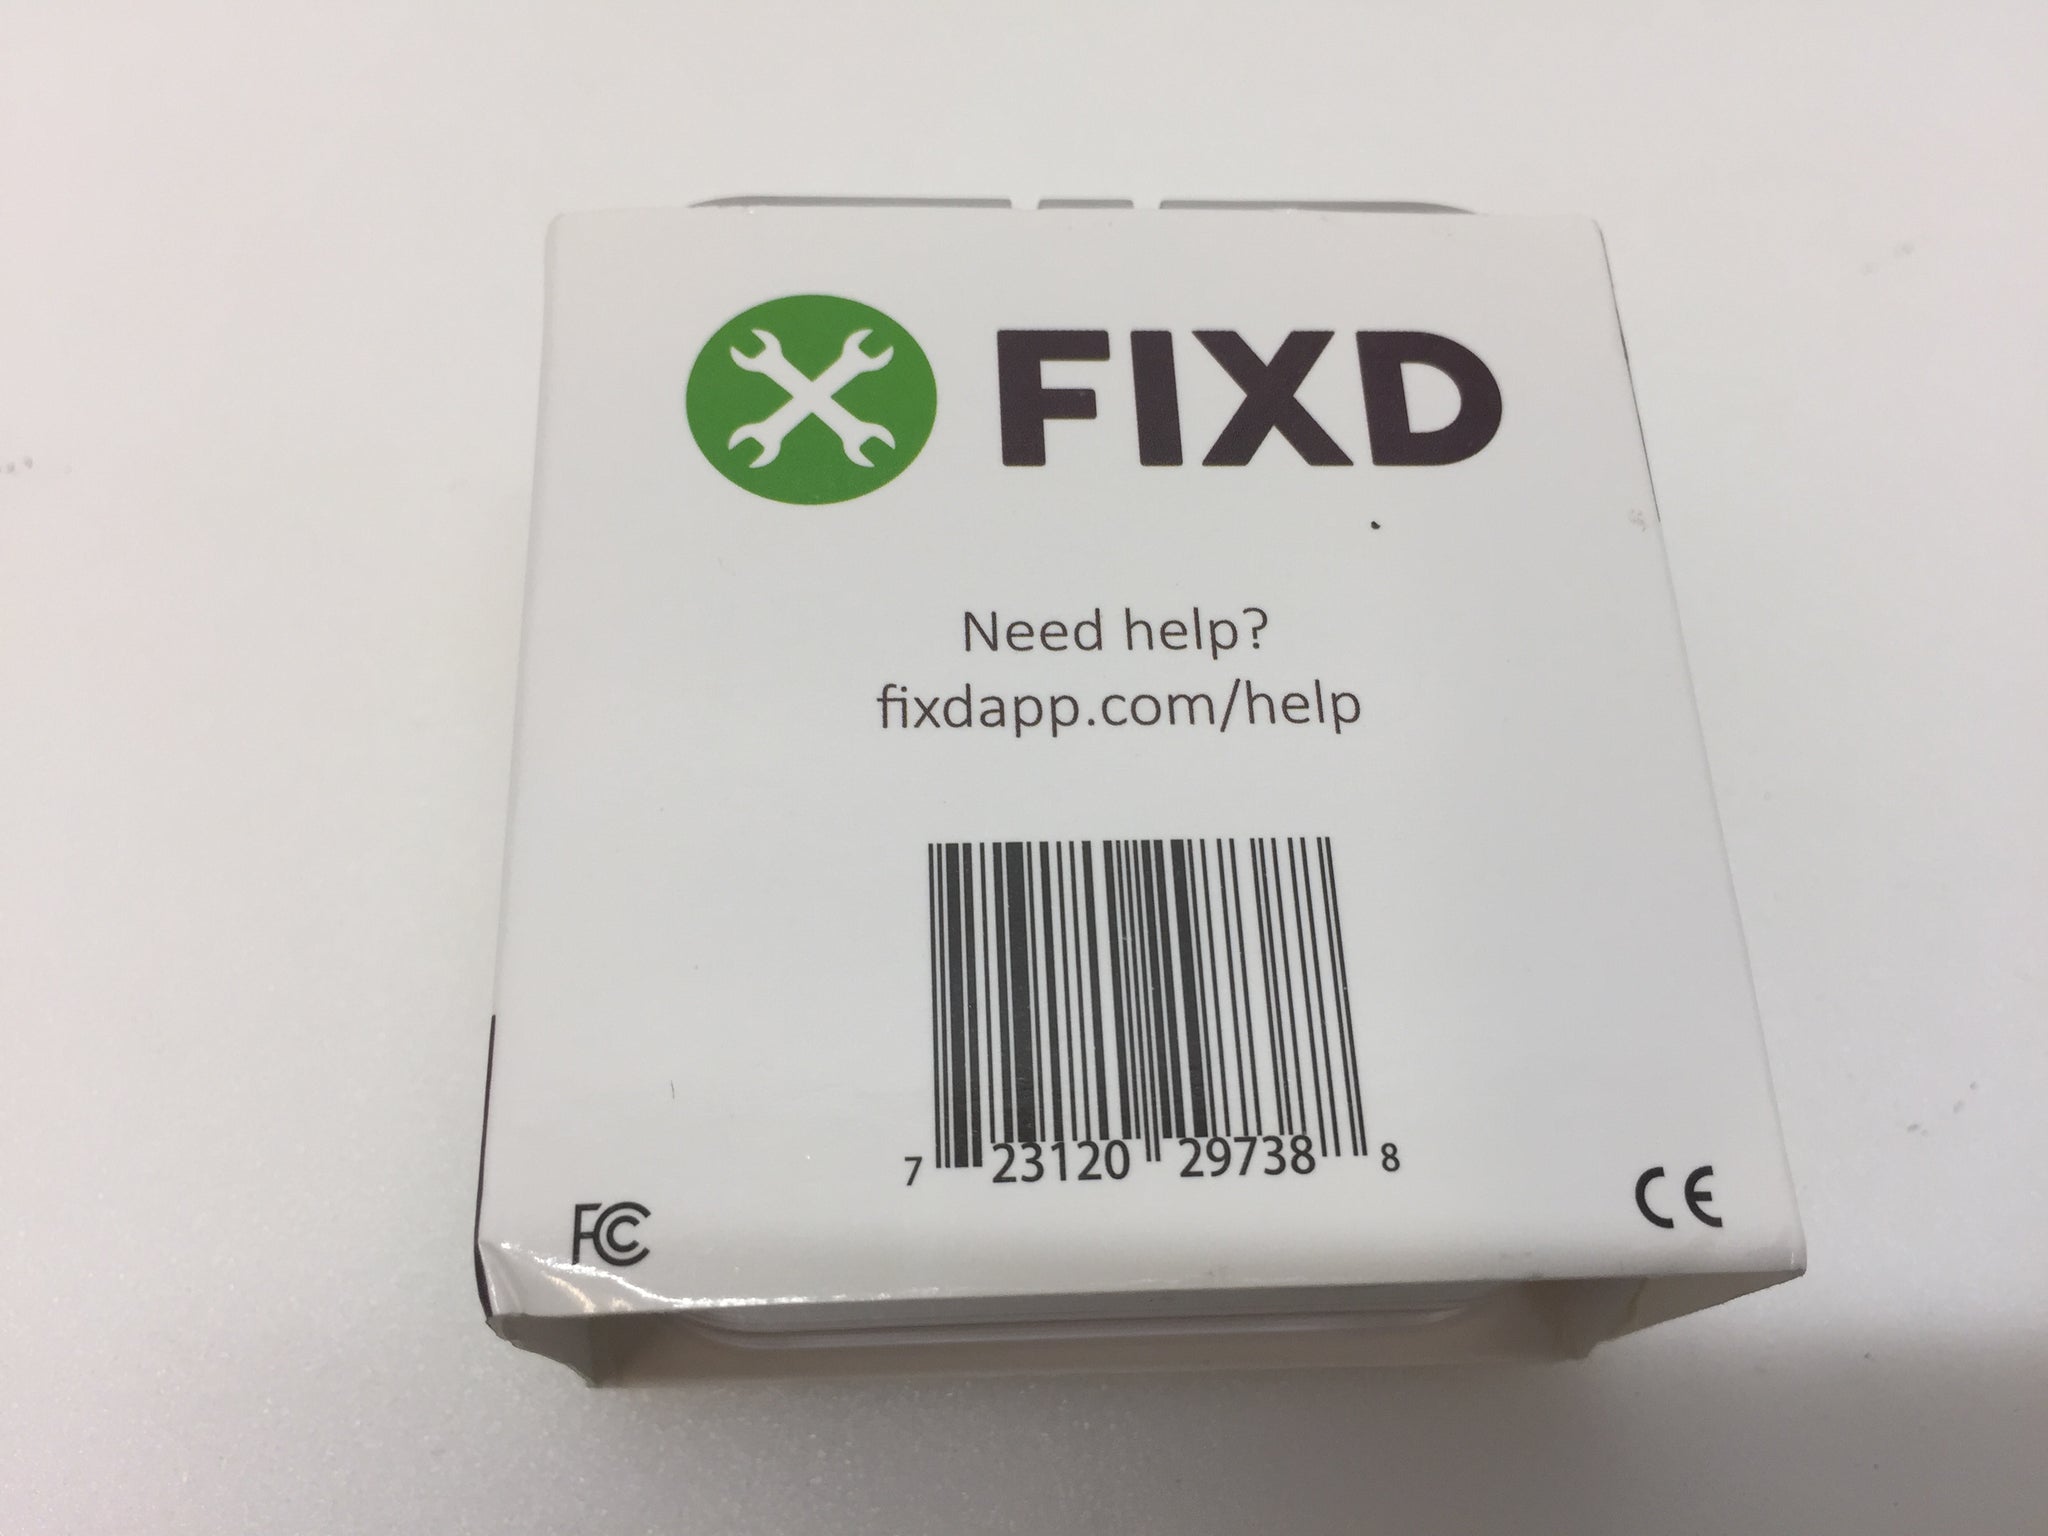 FIXD
Need help?
fixdapp.com/help
7 23120 29738 8
FC CE